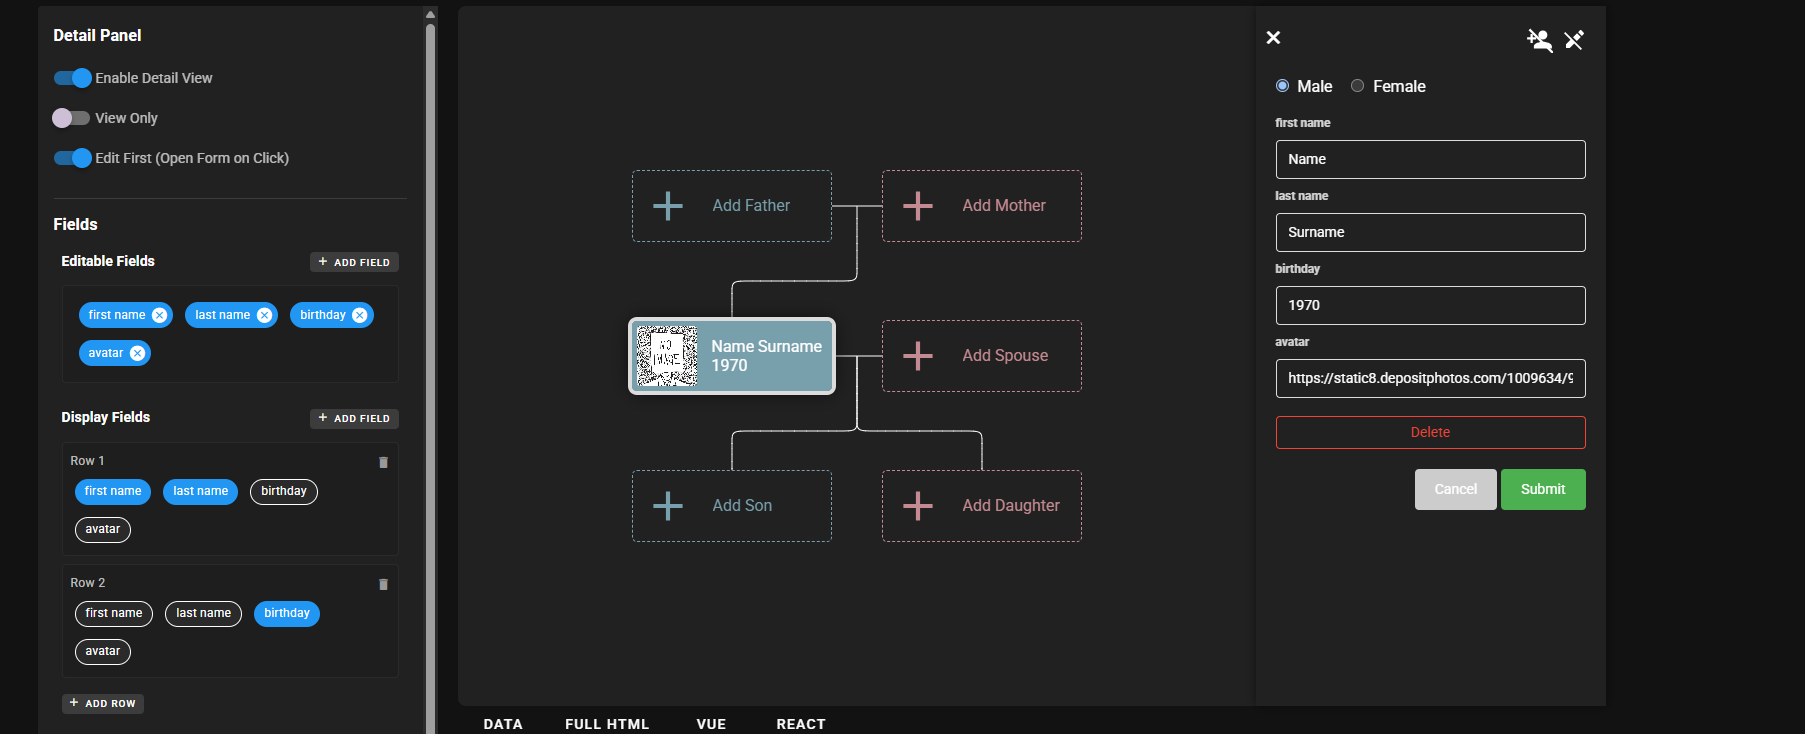 Detail Panel
Enable Detail View
View Only
Edit First (Open Form on Click)
Fields
Editable Fields
+ ADD FIELD
first name
last name
birthday
avatar
Display Fields
+ ADD FIELD
Row 1
first name
last name
birthday
avatar
Row 2
first name
last name
birthday
avatar
+ ADD ROW
Add Father
Add Mother
NO
IMAGE
Name Surname
1970
Add Spouse
Add Son
Add Daughter
DATA
FULL HTML
VUE
REACT
Male
Female
first name
Name
last name
Surname
birthday
1970
avatar
https://static8.depositphotos.com/1009634/9
Delete
Cancel
Submit